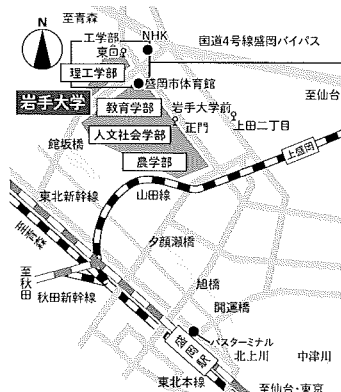 至青森
N
工学部
東口
NHK
国道4号線盛岡バイパス
理工学部
盛岡市体育館
至仙台
岩手大学
教育学部
岩手大学前
正門
上田二丁目
人文社会学部
館坂橋
農学部
上盛岡
東北新幹線
山田線
至青森
夕顔瀬橋
至秋田
秋田新幹線
旭橋
開運橋
盛岡駅
バスターミナル
北上川
中津川
東北本線
至仙台・東京